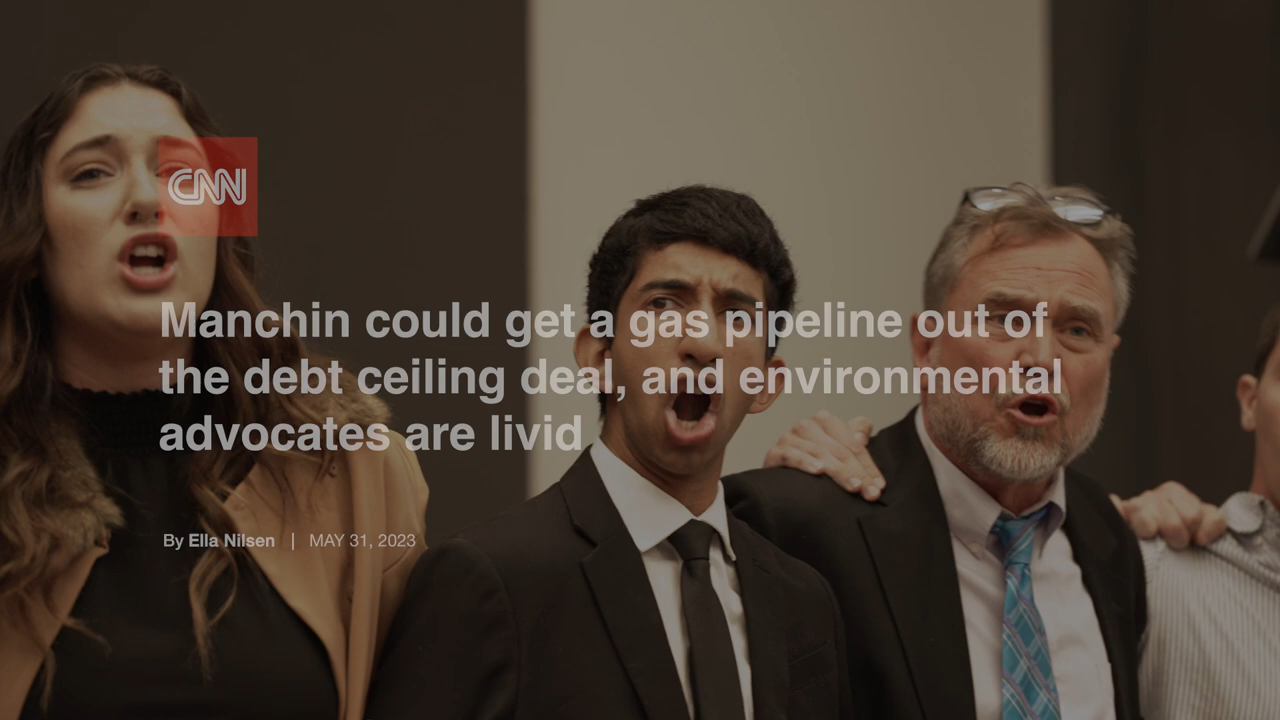 CNN
Manchin could get a gas pipeline out of
the debt ceiling deal, and environmental
advocates are livid
By Ella Nilsen | MAY 31, 2023